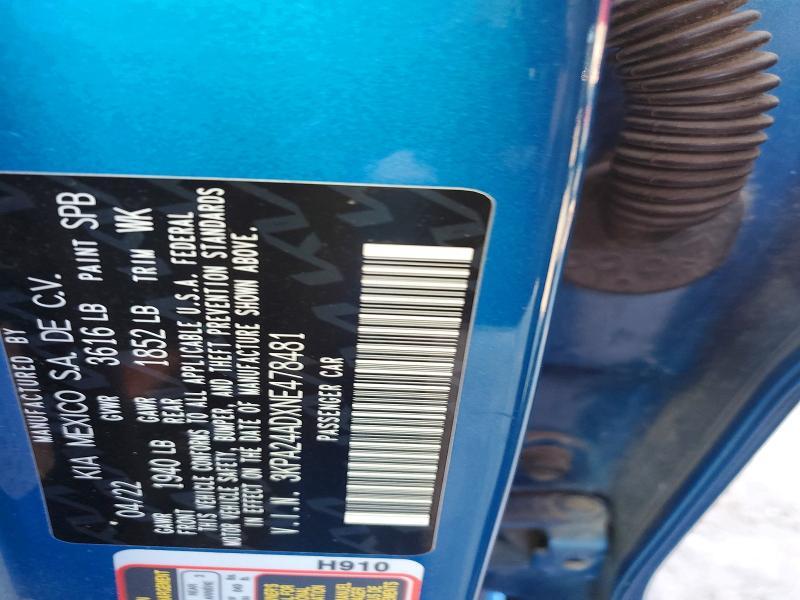 MANUFACTURED BY
KIA MEXICO S.A. DE C.V.
'04/22 GVWR 3616 LB PAINT SPB
GAWR FRONT 1940 LB GAWR REAR 1852 LB TRIM WK
THIS VEHICLE CONFORMS TO ALL APPLICABLE U.S.A. FEDERAL
MOTOR VEHICLE SAFETY, BUMPER, AND THEFT PREVENTION STANDARDS
IN EFFECT ON THE DATE OF MANUFACTURE SHOWN ABOVE.
V.I.N. 3KPA24ADXNE478481
PASSENGER CAR
H910
REAR